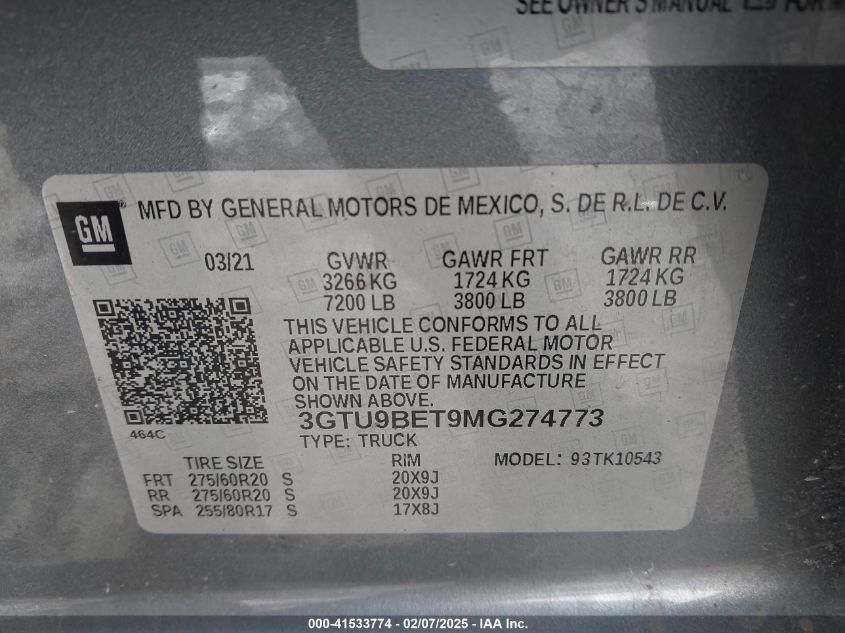 SEE OWNER'S MANUAL
FOR
GM
MFD BY GENERAL MOTORS DE MEXICO, S. DE R.L. DE C.V.
03/21 GVWR GAWR FRT GAWR RR
3266 KG 1724 KG 1724 KG
7200 LB 3800 LB 3800 LB
THIS VEHICLE CONFORMS TO ALL
APPLICABLE U.S. FEDERAL MOTOR
VEHICLE SAFETY STANDARDS IN EFFECT
ON THE DATE OF MANUFACTURE
SHOWN ABOVE.
3GTU9BET9MG274773
464C
TYPE: TRUCK
TIRE SIZE RIM MODEL: 93TK10543
FRT 275/60R20 S 20X9J
RR 275/60R20 S 20X9J
SPA 255/80R17 S 17X8J
000-41533774 - 02/07/2025 - IAA Inc.